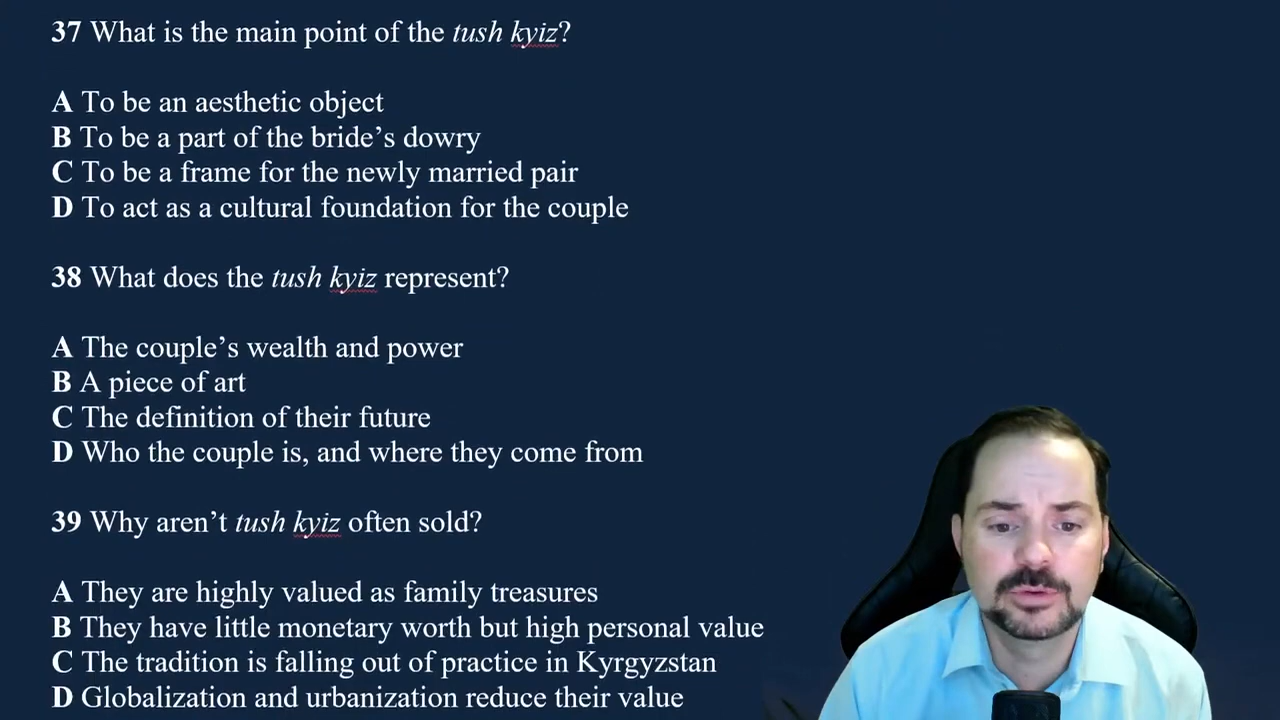 37 What is the main point of the tush kyiz?
A To be an aesthetic object
B To be a part of the bride’s dowry
C To be a frame for the newly married pair
D To act as a cultural foundation for the couple
38 What does the tush kyiz represent?
A The couple’s wealth and power
B A piece of art
C The definition of their future
D Who the couple is, and where they come from
39 Why aren’t tush kyiz often sold?
A They are highly valued as family treasures
B They have little monetary worth but high personal value
C The tradition is falling out of practice in Kyrgyzstan
D Globalization and urbanization reduce their value